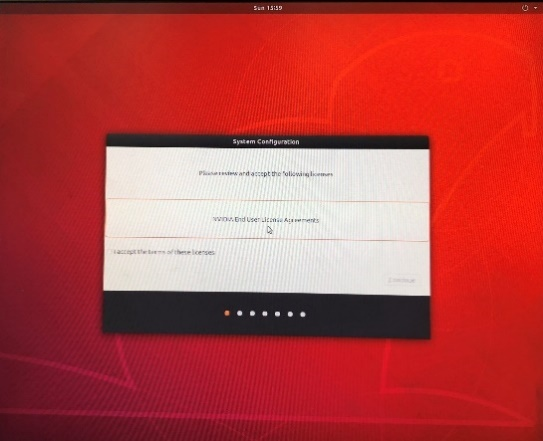 Sun 15:59
System Configuration
Please review and accept the following licenses
NVIDIA End User License Agreements
I accept the terms of these licenses
Continue